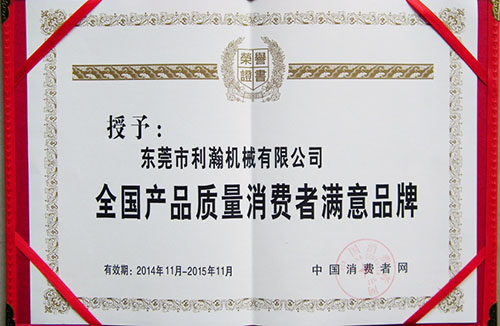 榮譽
證書
授予：
东莞市利瀚机械有限公司
全国产品质量消费者满意品牌
有效期：2014年11月-2015年11月
中国消费者网